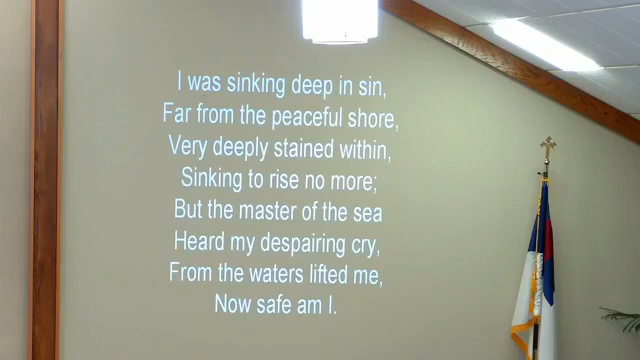 I was sinking deep in sin,
Far from the peaceful shore,
Very deeply stained within,
Sinking to rise no more;
But the master of the sea
Heard my despairing cry,
From the waters lifted me,
Now safe am I.